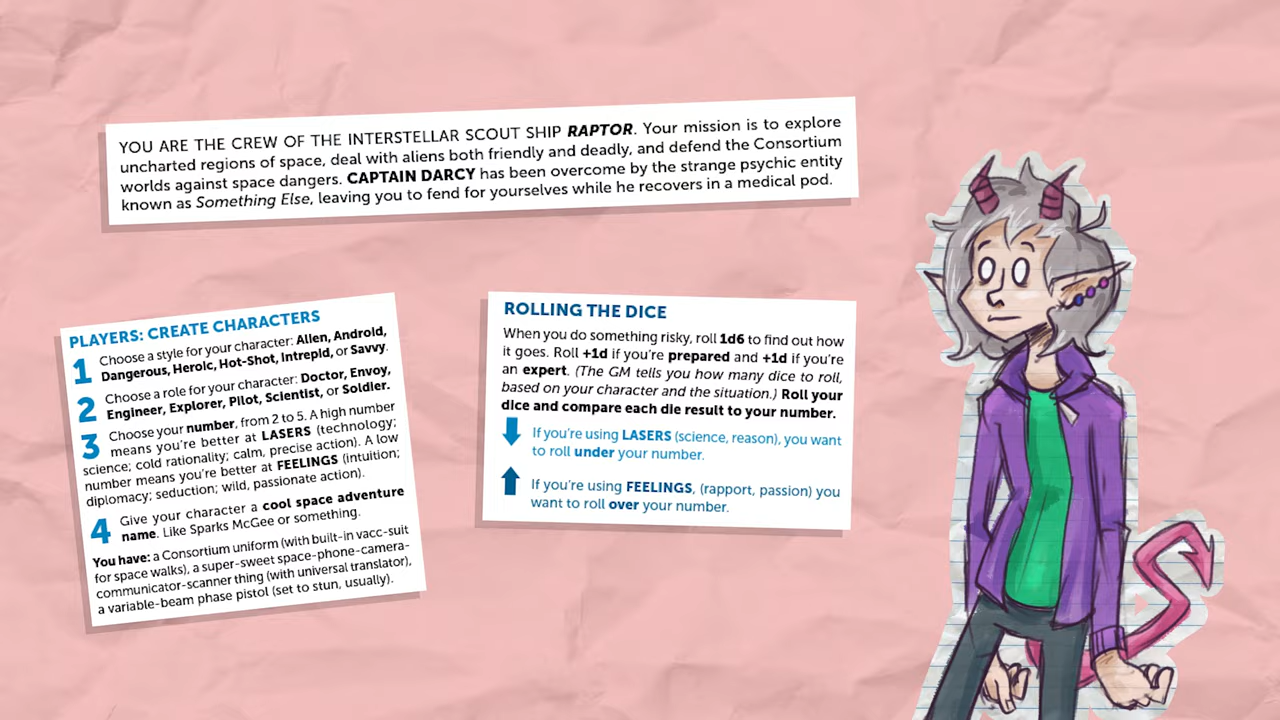 YOU ARE THE CREW OF THE INTERSTELLAR SCOUT SHIP RAPTOR. Your mission is to explore
uncharted regions of space, deal with aliens both friendly and deadly, and defend the Consortium
worlds against space dangers. CAPTAIN DARCY has been overcome by the strange psychic entity
known as Something Else, leaving you to fend for yourselves while he recovers in a medical pod.
PLAYERS: CREATE CHARACTERS
1 Choose a style for your character: Alien, Android,
Dangerous, Heroic, Hot-Shot, Intrepid, or Savvy.
2 Choose a role for your character: Doctor, Envoy,
Engineer, Explorer, Pilot, Scientist, or Soldier.
3 Choose your number, from 2 to 5. A high number
means you're better at LASERS (technology;
science; cold rationality; calm, precise action). A low
number means you're better at FEELINGS (intuition;
diplomacy; seduction; wild, passionate action).
4 Give your character a cool space adventure
name. Like Sparks McGee or something.
You have: a Consortium uniform (with built-in vacc-suit
for space walks), a super-sweet space-phone-camera-
communicator-scanner thing (with universal translator),
a variable-beam phase pistol (set to stun, usually).
ROLLING THE DICE
When you do something risky, roll 1d6 to find out how
it goes. Roll +1d if you're prepared and +1d if you're
an expert. (The GM tells you how many dice to roll,
based on your character and the situation.) Roll your
dice and compare each die result to your number.
If you're using LASERS (science, reason), you want
to roll under your number.
If you're using FEELINGS, (rapport, passion) you
want to roll over your number.